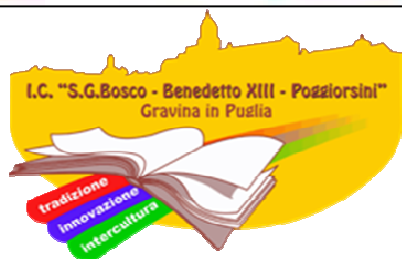 I.C. "S.G.Bosco - Benedetto XIII - Poggiorsini"
Gravina in Puglia
tradizione
innovazione
intercultura